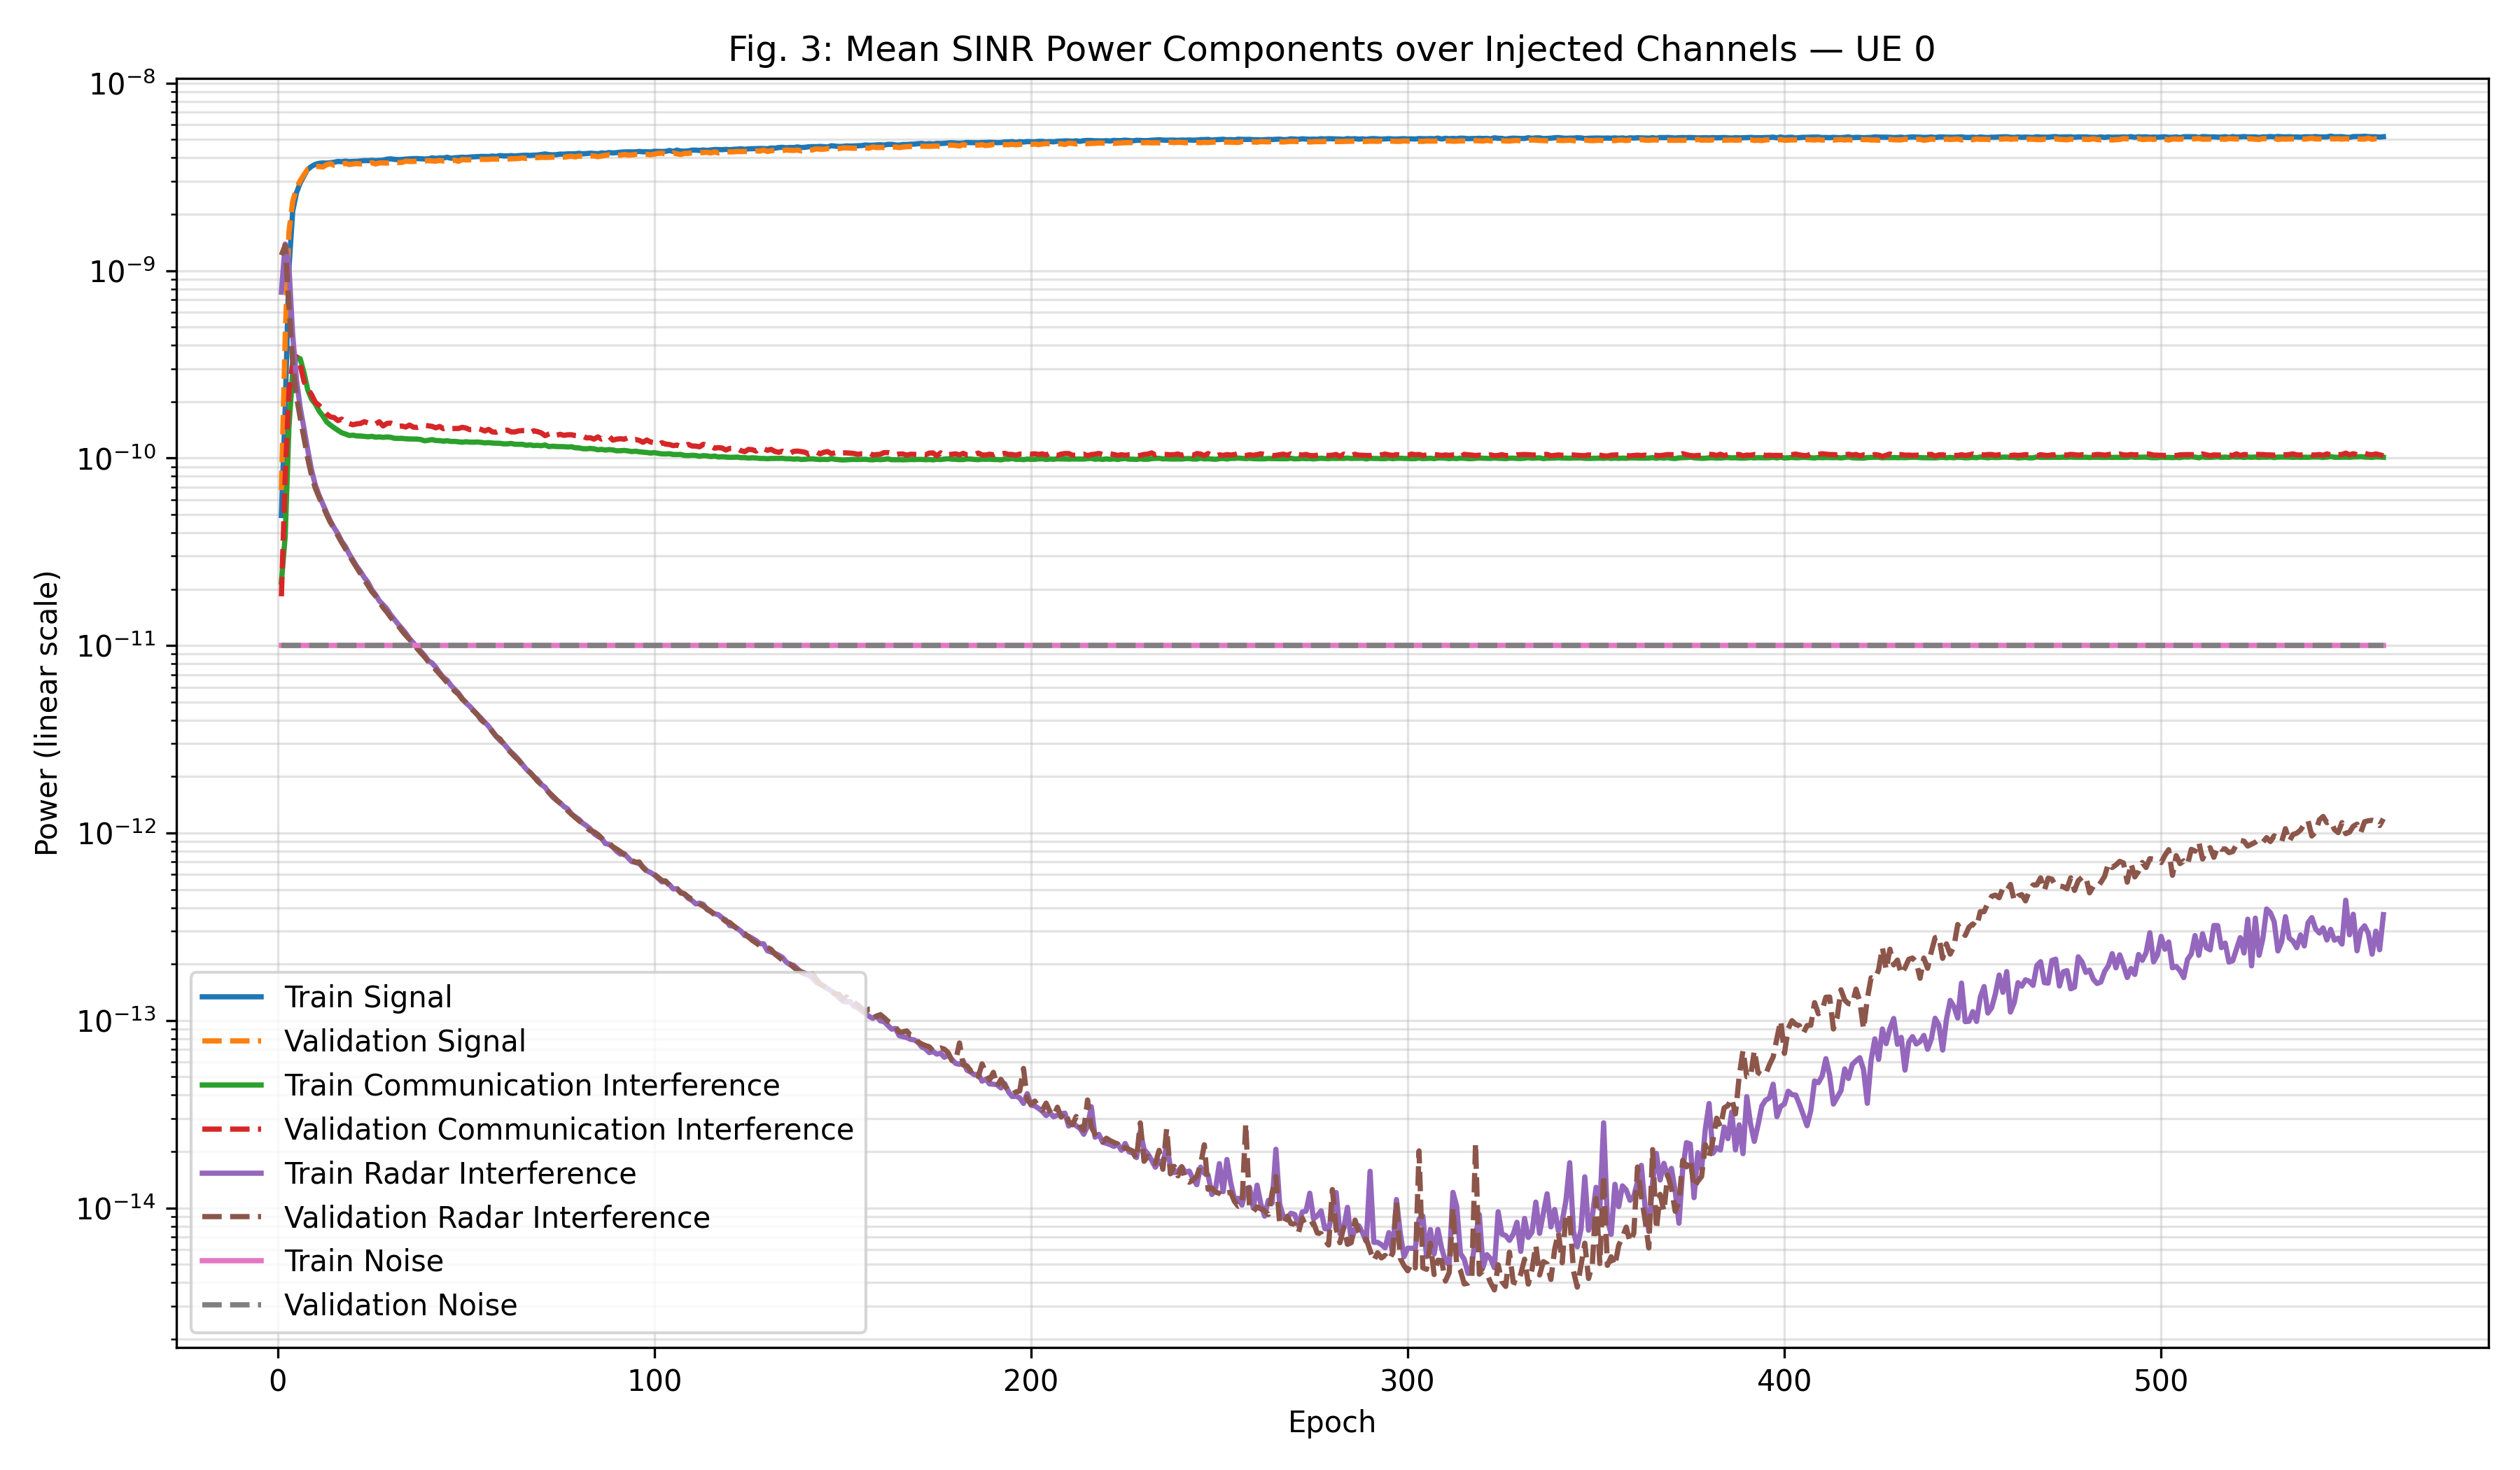 Fig. 3: Mean SINR Power Components over Injected Channels — UE 0
Power (linear scale)
10⁻⁸
10⁻⁹
10⁻¹⁰
10⁻¹¹
10⁻¹²
10⁻¹³
10⁻¹⁴
Train Signal
Validation Signal
Train Communication Interference
Validation Communication Interference
Train Radar Interference
Validation Radar Interference
Train Noise
Validation Noise
0 100 200 300 400 500
Epoch